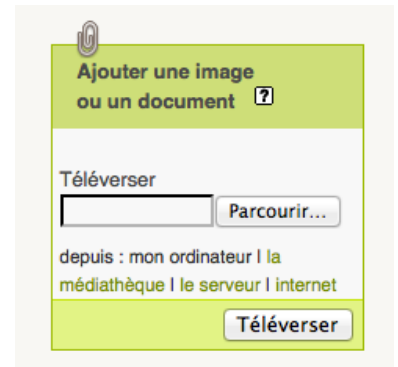 Ajouter une image
ou un document ?
Téléverser
Parcourir...
depuis : mon ordinateur | la
médiathèque | le serveur | internet
Téléverser